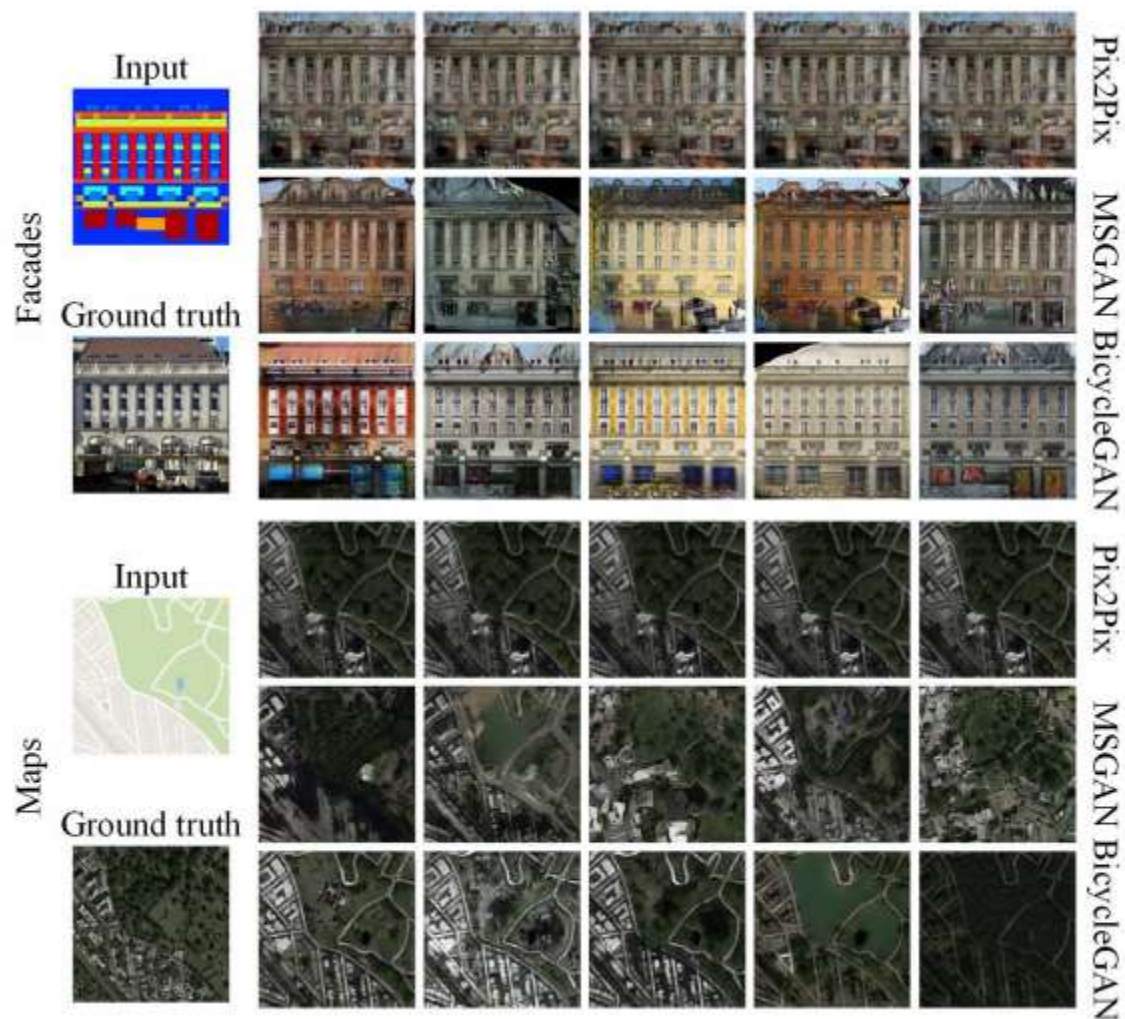 Facades
Input
Ground truth
Pix2Pix
MSGAN BicycleGAN
Maps
Input
Ground truth
Pix2Pix
MSGAN BicycleGAN